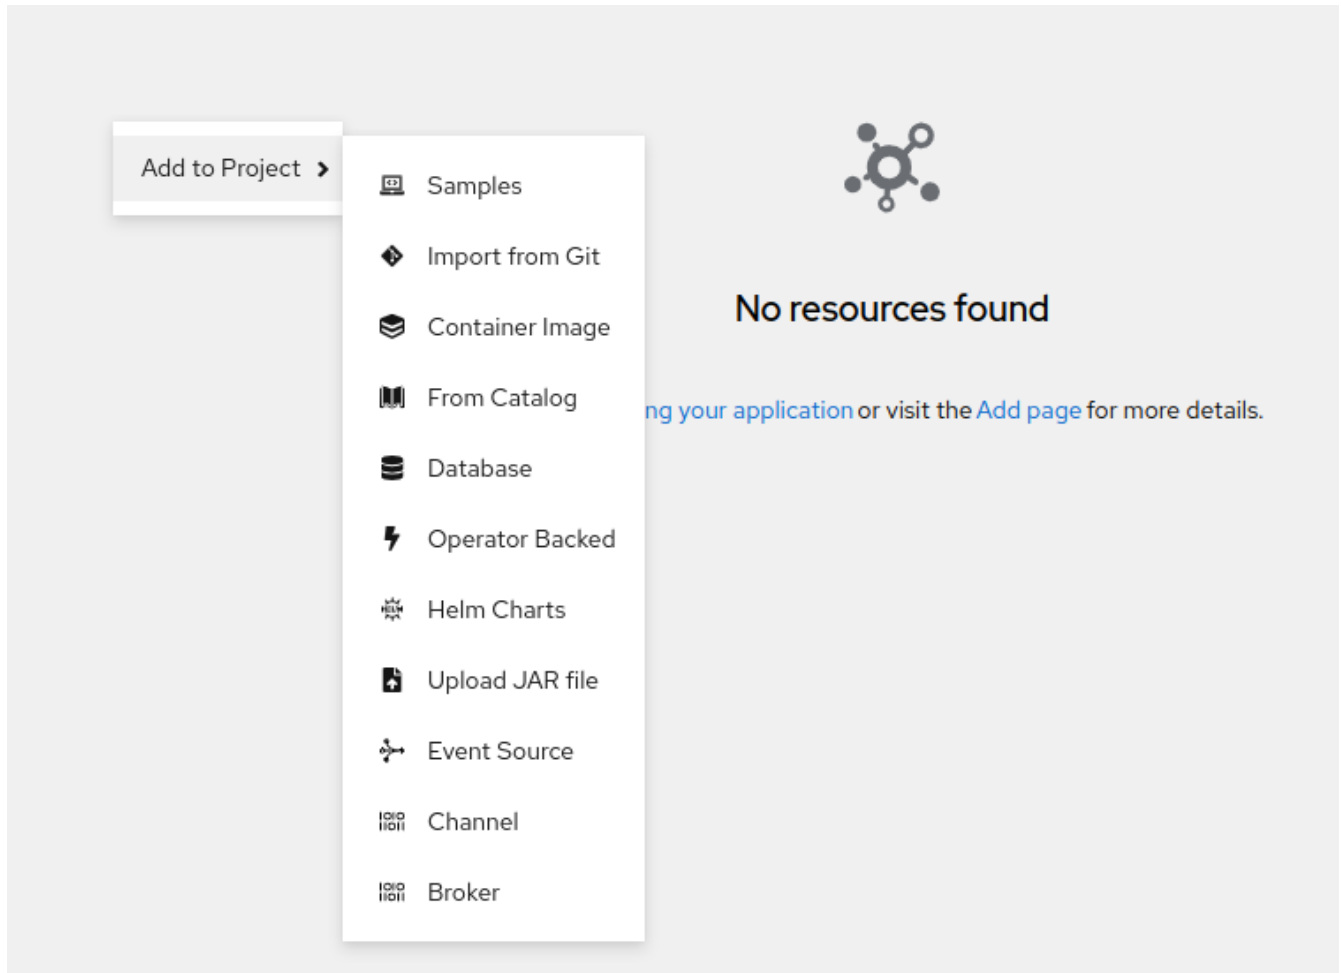 Add to Project
Samples
Import from Git
Container Image
From Catalog
Database
Operator Backed
Helm Charts
Upload JAR file
Event Source
Channel
Broker
No resources found
ng your application or visit the Add page for more details.